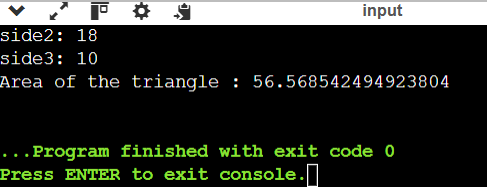 input
side2: 18
side3: 10
Area of the triangle : 56.568542494923804
...Program finished with exit code 0
Press ENTER to exit console.